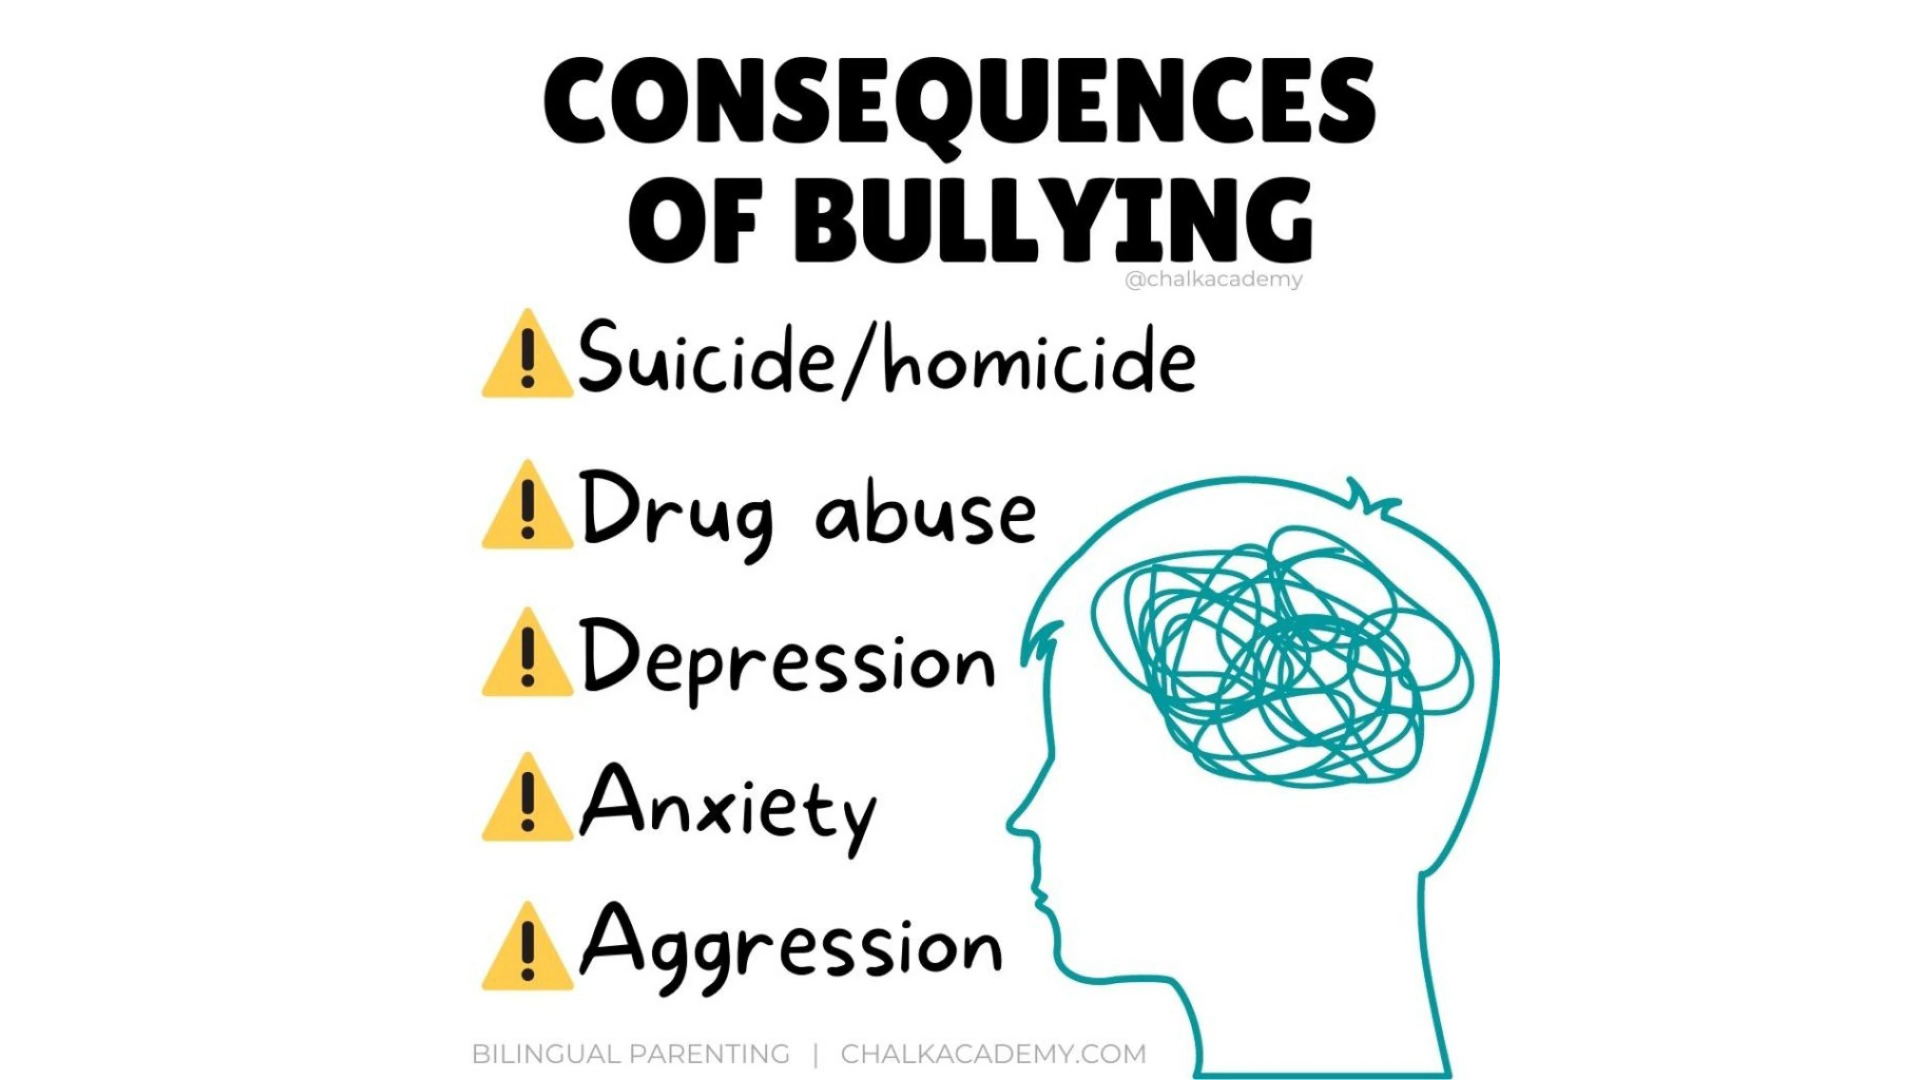 CONSEQUENCES
OF BULLYING
@chalkacademy
Suicide/homicide
Drug abuse
Depression
Anxiety
Aggression
BILINGUAL PARENTING | CHALKACADEMY.COM